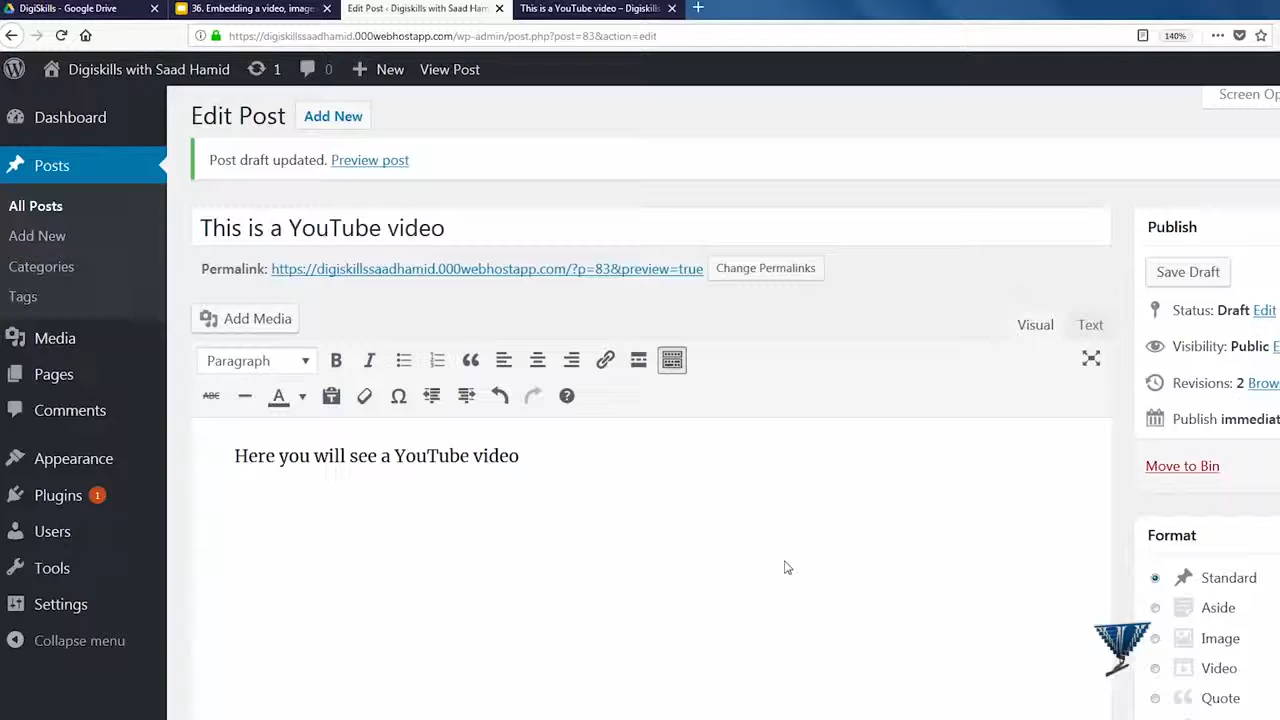 DigiSkills - Google Drive
36. Embedding a video, image
Edit Post ‹ Digiskills with Saad Ham
This is a YouTube video – Digiskills
https://digiskillssaadhamid.000webhostapp.com/wp-admin/post.php?post=83&action=edit
140%
Digiskills with Saad Hamid
1
0
New
View Post
Screen Op
Dashboard
Posts
All Posts
Add New
Categories
Tags
Media
Pages
Comments
Appearance
Plugins 1
Users
Tools
Settings
Collapse menu
Edit Post
Add New
Post draft updated. Preview post
This is a YouTube video
Permalink: https://digiskillssaadhamid.000webhostapp.com/?p=83&preview=true
Change Permalinks
Add Media
Visual
Text
Paragraph
ABC
Here you will see a YouTube video
Publish
Save Draft
Status: Draft Edit
Visibility: Public E
Revisions: 2 Brow
Publish immediat
Move to Bin
Format
Standard
Aside
Image
Video
Quote